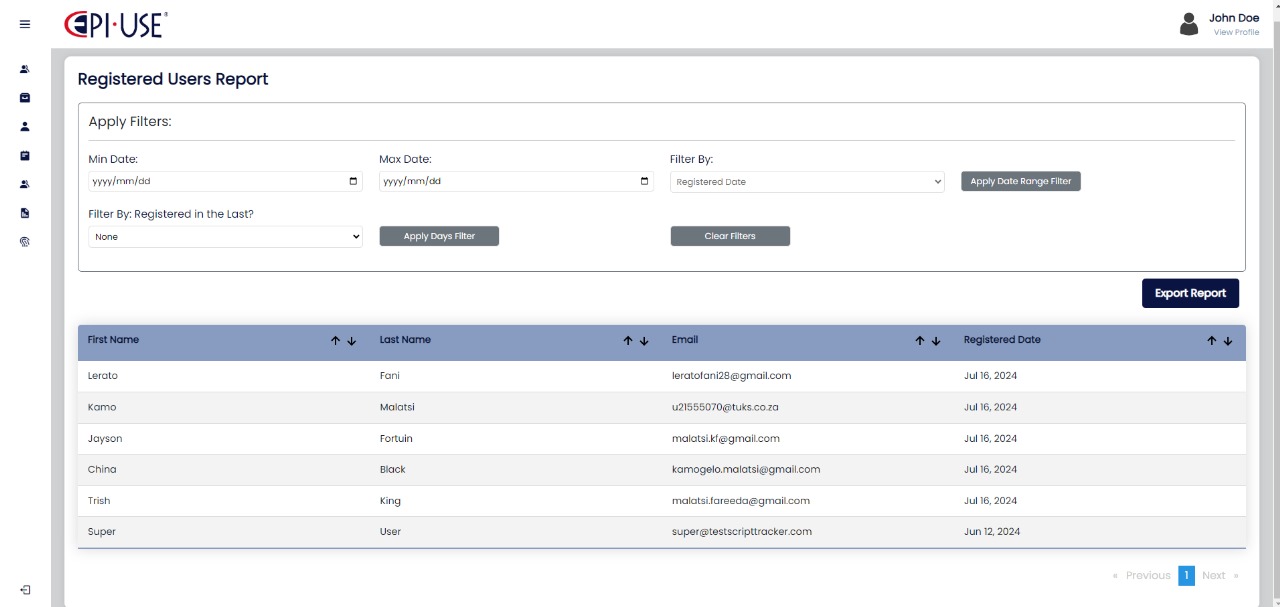 EPI·USE®
John Doe
View Profile
Registered Users Report
Apply Filters:
Min Date: Max Date: Filter By:
yyyy/mm/dd yyyy/mm/dd Registered Date Apply Date Range Filter
Filter By: Registered in the Last?
None Apply Days Filter Clear Filters
Export Report
First Name Last Name Email Registered Date
Lerato Fani leratofani28@gmail.com Jul 16, 2024
Kamo Malatsi u21555070@tuks.co.za Jul 16, 2024
Jayson Fortuin malatsi.kf@gmail.com Jul 16, 2024
China Black kamogelo.malatsi@gmail.com Jul 16, 2024
Trish King malatsi.fareeda@gmail.com Jul 16, 2024
Super User super@testscripttracker.com Jun 12, 2024
« Previous 1 Next »